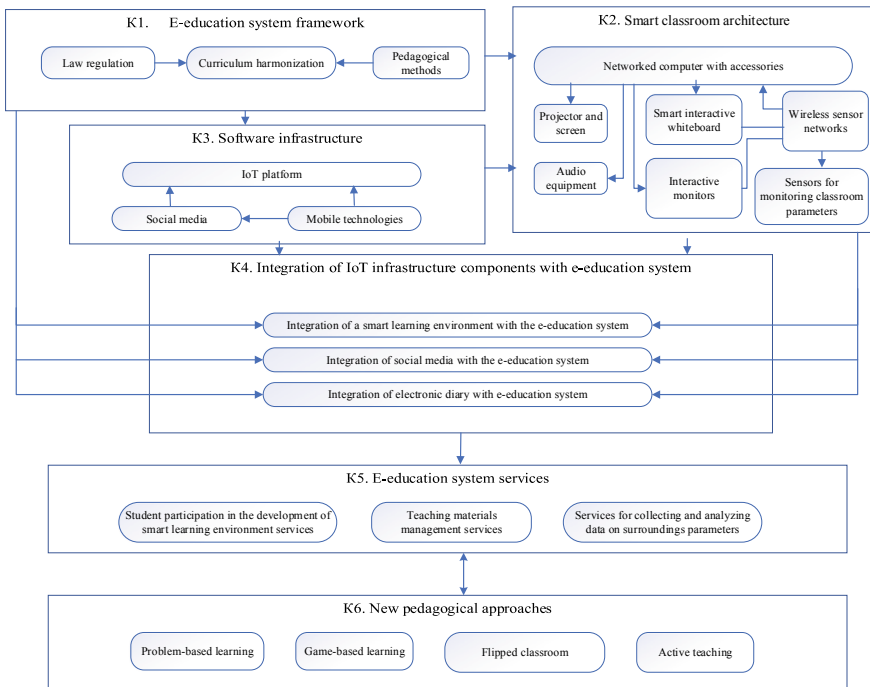 K1. E-education system framework
Law regulation
Curriculum harmonization
Pedagogical
methods
K2. Smart classroom architecture
Networked computer with accessories
Projector and
screen
Smart interactive
whiteboard
Wireless sensor
networks
Audio
equipment
Interactive
monitors
Sensors for
monitoring classroom
parameters
K3. Software infrastructure
IoT platform
Social media
Mobile technologies
K4. Integration of IoT infrastructure components with e-education system
Integration of a smart learning environment with the e-education system
Integration of social media with the e-education system
Integration of electronic diary with e-education system
K5. E-education system services
Student participation in the development of
smart learning environment services
Teaching materials
management services
Services for collecting and analyzing
data on surroundings parameters
K6. New pedagogical approaches
Problem-based learning
Game-based learning
Flipped classroom
Active teaching